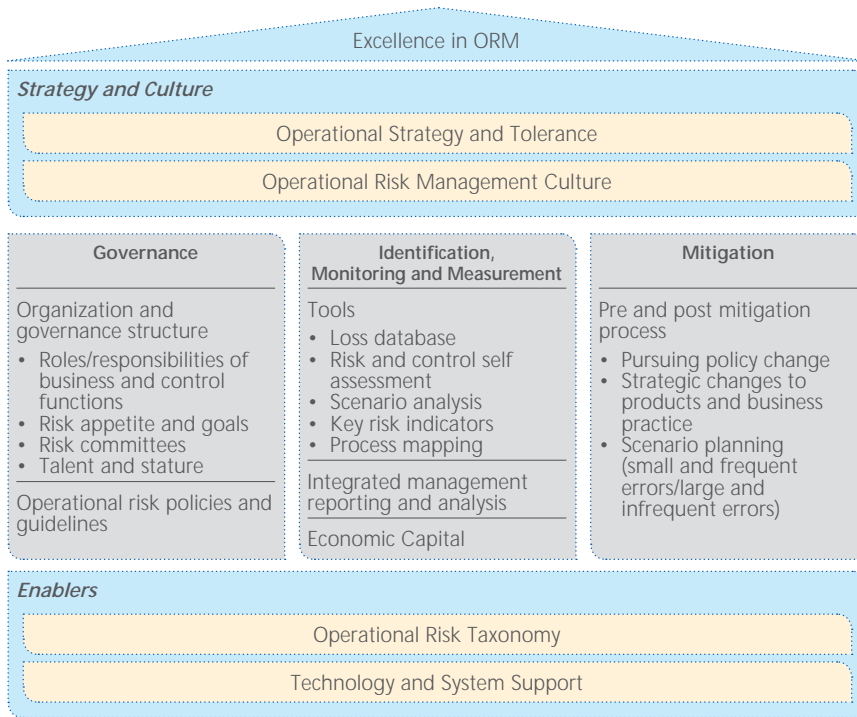 Excellence in ORM
Strategy and Culture
Operational Strategy and Tolerance
Operational Risk Management Culture
Governance
Organization and
governance structure
• Roles/responsibilities of
business and control
functions
• Risk appetite and goals
• Risk committees
• Talent and stature
Operational risk policies and
guidelines
Identification,
Monitoring and Measurement
Tools
• Loss database
• Risk and control self
assessment
• Scenario analysis
• Key risk indicators
• Process mapping
Integrated management
reporting and analysis
Economic Capital
Mitigation
Pre and post mitigation
process
• Pursuing policy change
• Strategic changes to
products and business
practice
• Scenario planning
(small and frequent
errors/large and
infrequent errors)
Enablers
Operational Risk Taxonomy
Technology and System Support